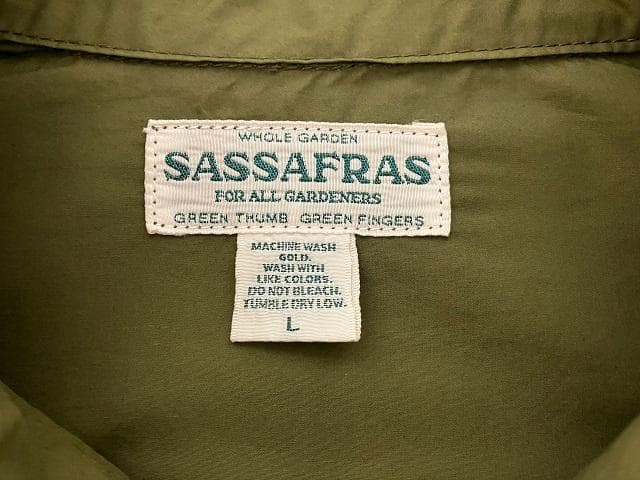 WHOLE GARDEN
SASSAFRAS
FOR ALL GARDENERS
GREEN THUMB GREEN FINGERS
MACHINE WASH
GOLD.
WASH WITH
LIKE COLORS.
DO NOT BLEACH.
TUMBLE DRY LOW.
L